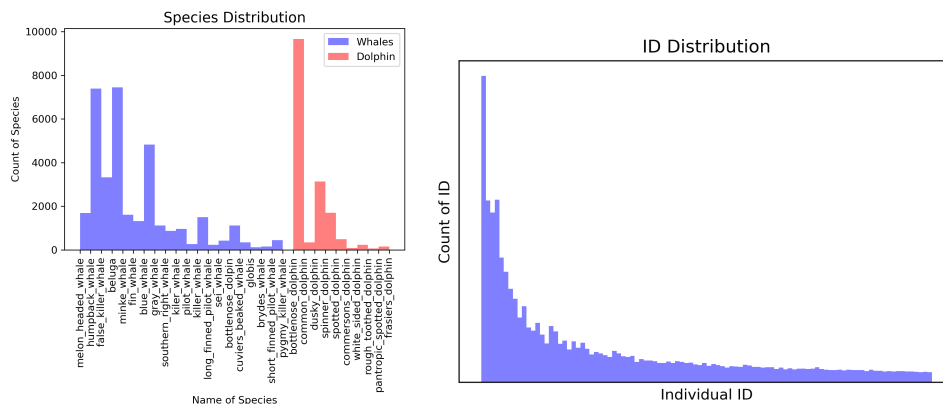 Species Distribution
10000
8000
6000
4000
2000
0
Count of Species
Whales
Dolphin
melon_headed_whale
humpback_whale
false_killer_whale
beluga
minke_whale
fin_whale
blue_whale
gray_whale
southern_right_whale
kiler_whale
pilot_whale
killer_whale
long_finned_pilot_whale
sei_whale
bottlenose_dolpin
cuviers_beaked_whale
globis
brydes_whale
short_finned_pilot_whale
pygmy_killer_whale
bottlenose_dolphin
common_dolphin
dusky_dolphin
spinner_dolphin
spotted_dolphin
commersons_dolphin
white_sided_dolphin
rough_toothed_dolphin
pantropic_spotted_dolphin
frasiers_dolphin
Name of Species
ID Distribution
Count of ID
Individual ID